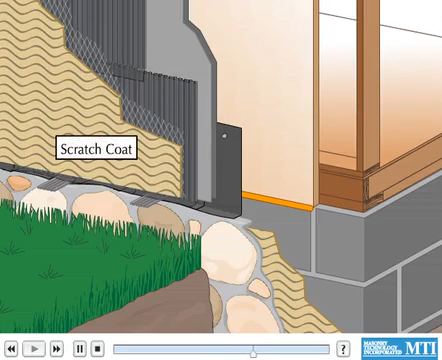 Scratch Coat
?
MASONRY
TECHNOLOGY
INCORPORATED
MTI